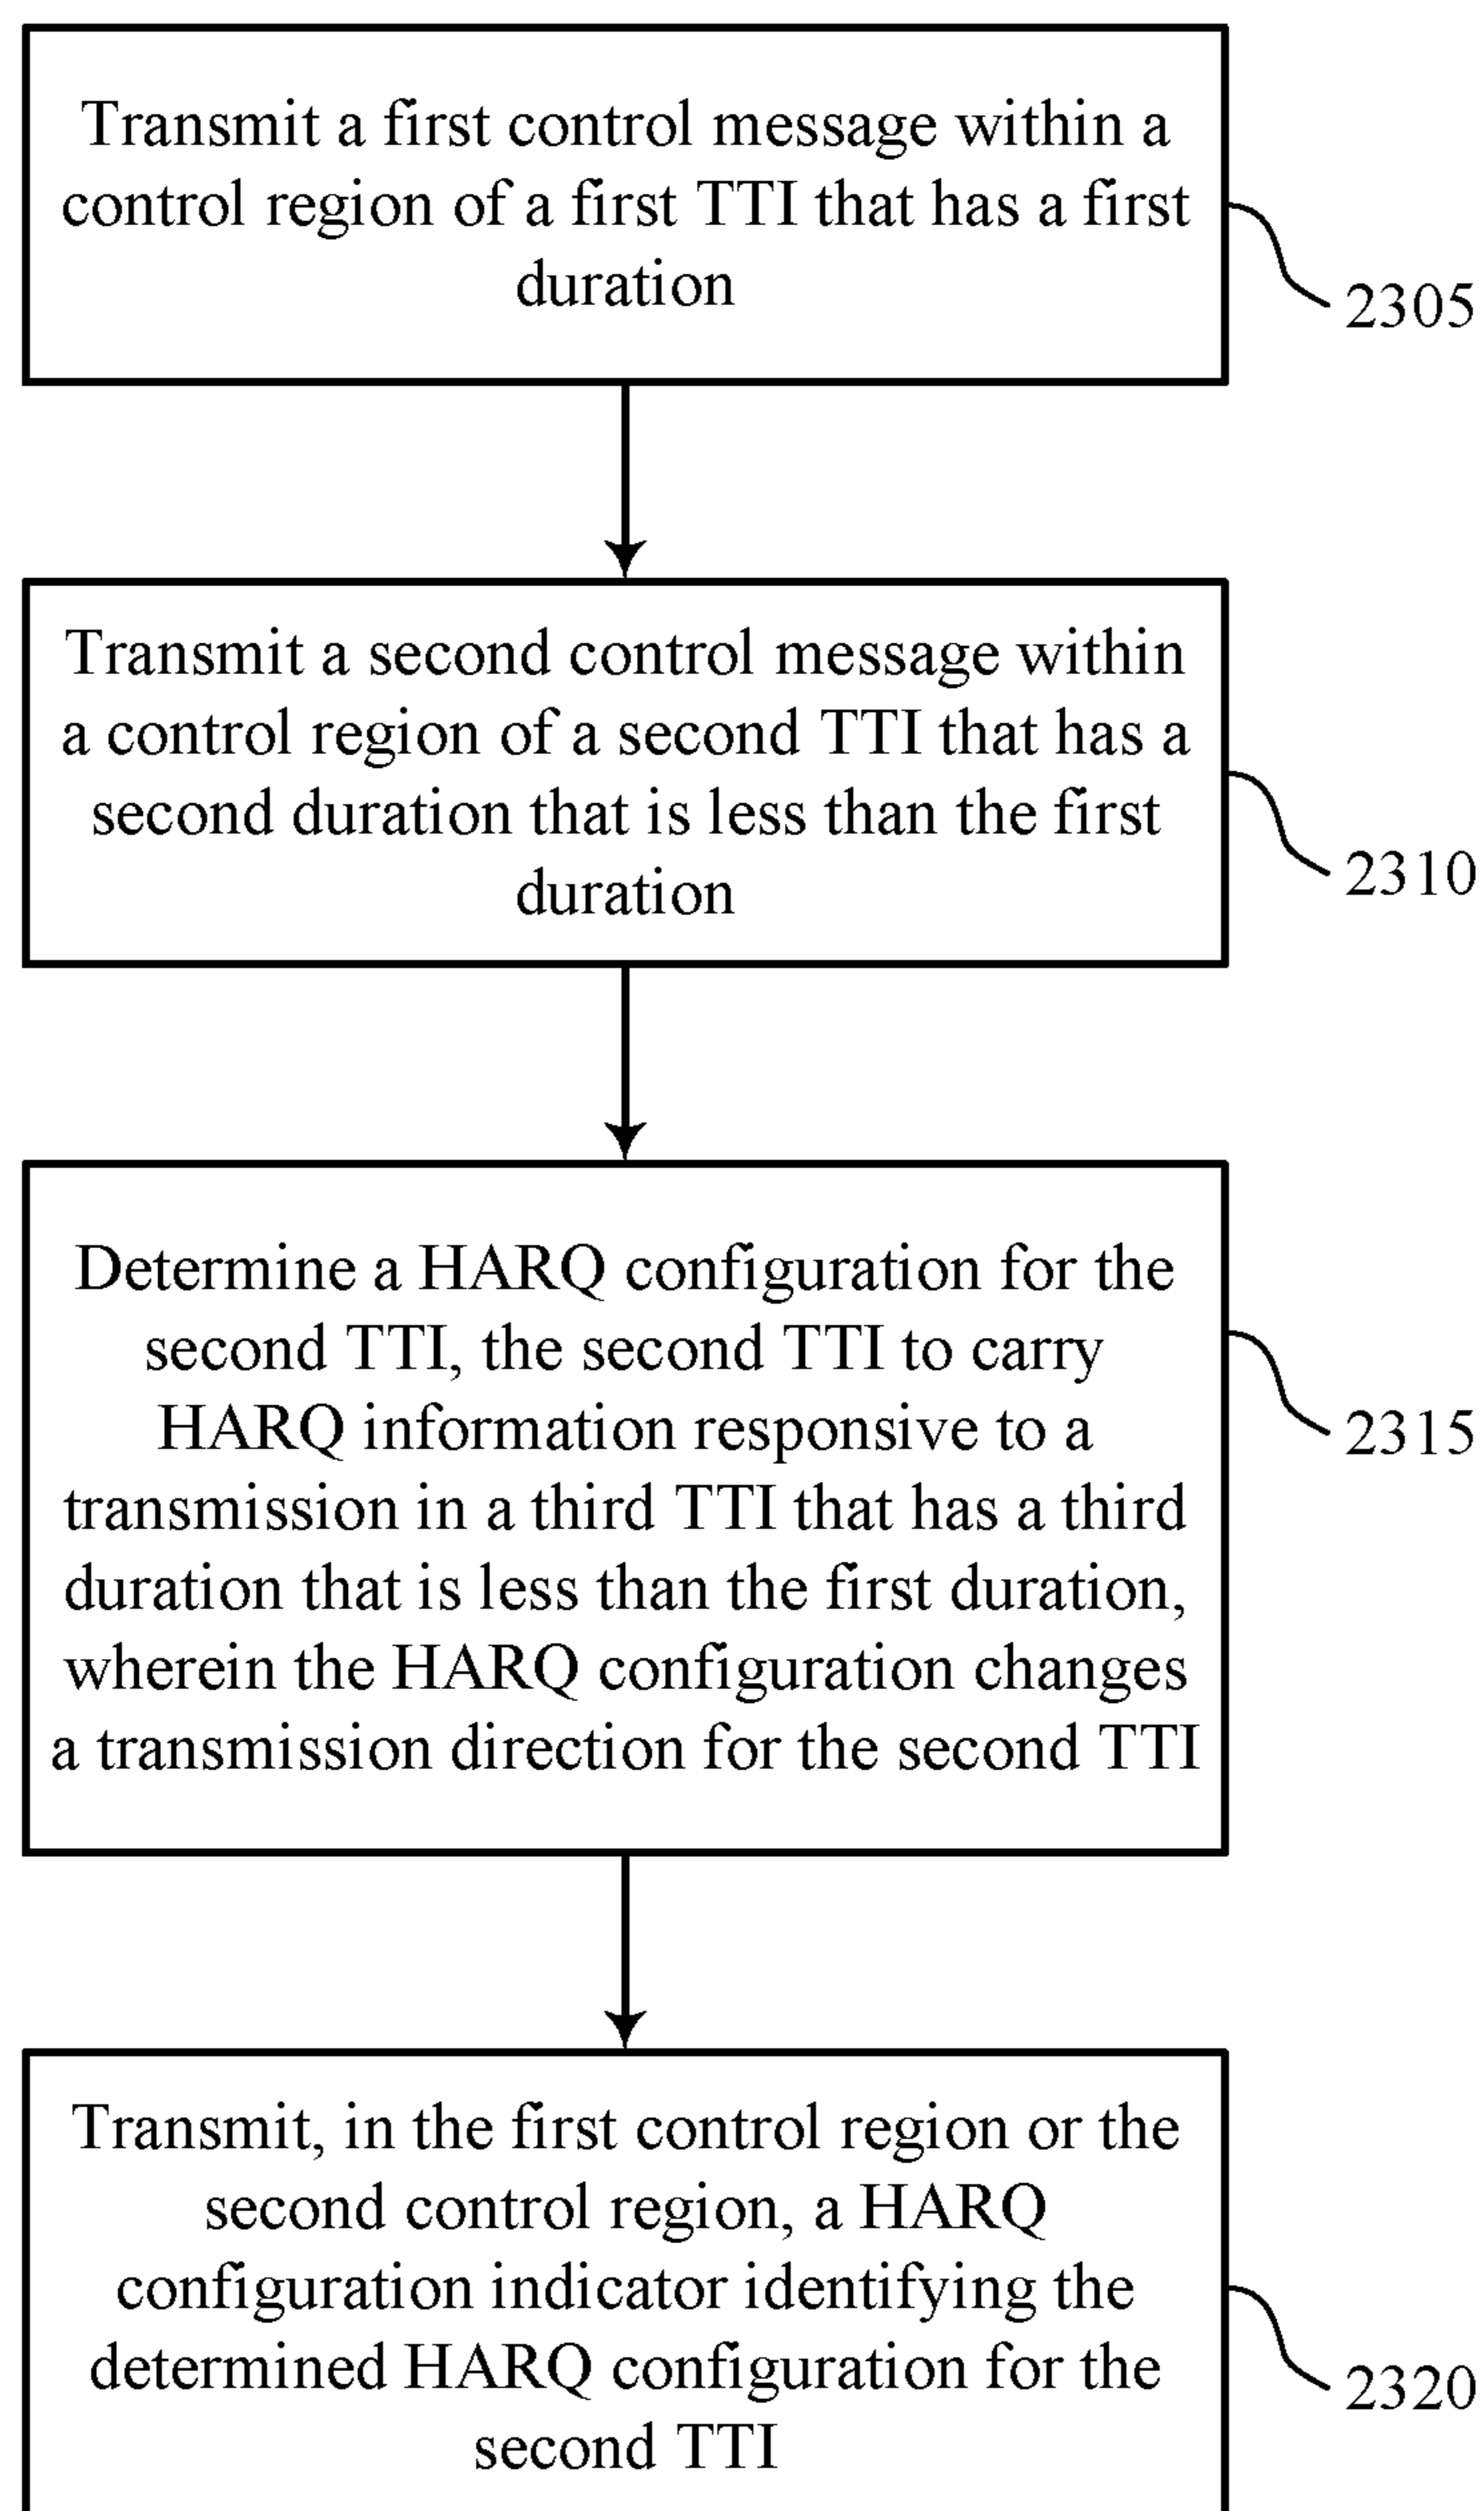 Transmit a first control message within a
control region of a first TTI that has a first
duration
2305
Transmit a second control message within
a control region of a second TTI that has a
second duration that is less than the first
duration
2310
Determine a HARQ configuration for the
second TTI, the second TTI to carry
HARQ information responsive to a
transmission in a third TTI that has a third
duration that is less than the first duration,
wherein the HARQ configuration changes
a transmission direction for the second TTI
2315
Transmit, in the first control region or the
second control region, a HARQ
configuration indicator identifying the
determined HARQ configuration for the
second TTI
2320